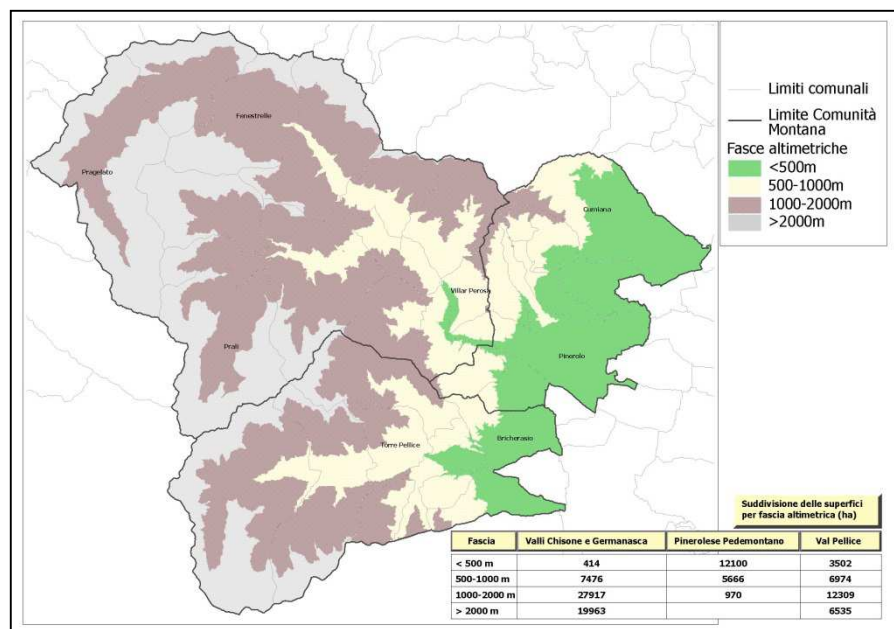 Limiti comunali
Limite Comunità
Montana
Fasce altimetriche
<500m
500-1000m
1000-2000m
>2000m
Fenestrelle
Pragelato
Cumiana
Villar Perosa
Prali
Pinerolo
Bricherasio
Torre Pellice
Suddivisione delle superfici
per fascia altimetrica (ha)
Fascia Valli Chisone e Germanasca Pinerolese Pedemontano Val Pellice
< 500 m 414 12100 3502
500-1000 m 7476 5666 6974
1000-2000 m 27917 970 12309
> 2000 m 19963 6535